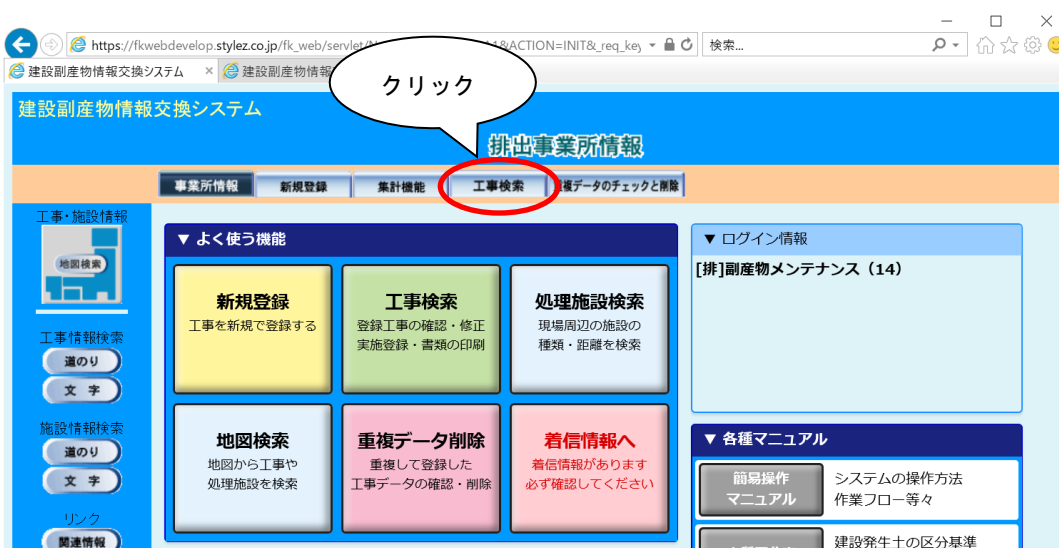 https://fkwebdevelop.stylez.co.jp/fk_web/servlet/
&ACTION=INIT&_req_key
検索...
建設副産物情報交換システム ×
建設副産物情報
クリック
建設副産物情報交換システム
排出事業所情報
事業所情報 新規登録 集計機能 工事検索 重複データのチェックと削除
工事・施設情報
地図検索
工事情報検索
道のり
文 字
施設情報検索
道のり
文 字
リンク
関連情報
▼ よく使う機能
新規登録
工事を新規で登録する
工事検索
登録工事の確認・修正
実施登録・書類の印刷
処理施設検索
現場周辺の施設の
種類・距離を検索
地図検索
地図から工事や
処理施設を検索
重複データ削除
重複して登録した
工事データの確認・削除
着信情報へ
着信情報があります
必ず確認してください
▼ ログイン情報
[排]副産物メンテナンス（14）
▼ 各種マニュアル
簡易操作
マニュアル
システムの操作方法
作業フロー等々
建設発生土の区分基準